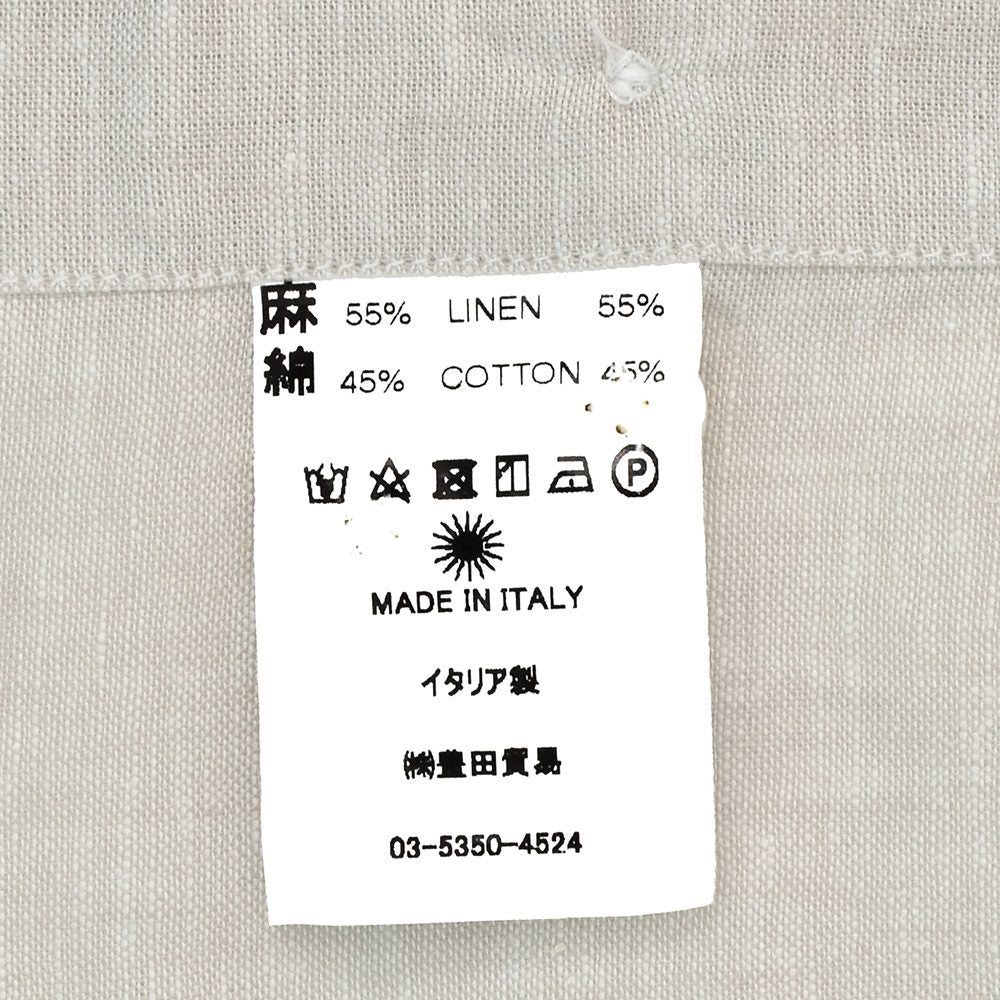 麻 55% LINEN 55%
綿 45% COTTON 45%
P
MADE IN ITALY
イタリア製
㈱豊田貿易
03-5350-4524